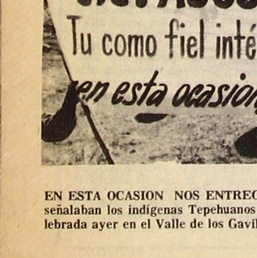 Tu como fiel inté
en esta ocasión
EN ESTA OCASION NOS ENTREG
señalaban los indígenas Tepehuanos
lebrada ayer en el Valle de los Gavil